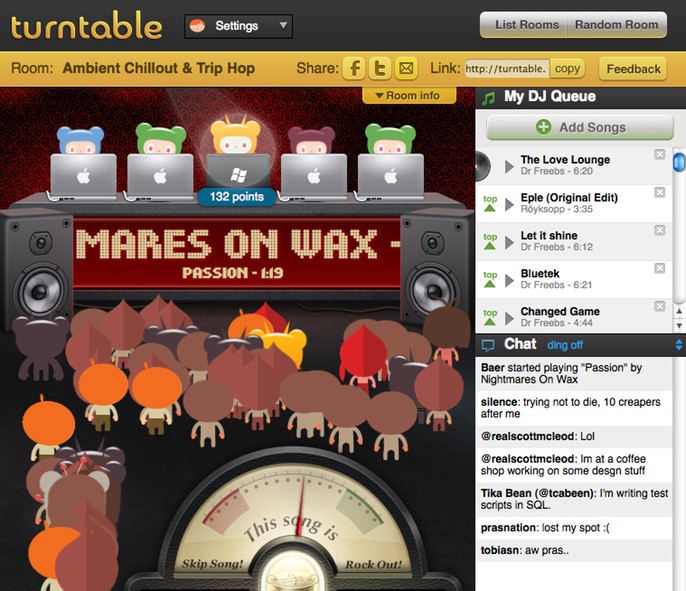 turntable
Settings
List Rooms
Random Room
Room: Ambient Chillout & Trip Hop
Share:
Link: http://turntable. copy
Feedback
Room info
132 points
MARES ON WAX -
PASSION - 1:19
This song is
Skip Song!
Rock Out!
My DJ Queue
Add Songs
The Love Lounge
Dr Freebs - 6:20
top
Eple (Original Edit)
Röyksopp - 3:35
top
Let it shine
Dr Freebs - 6:12
top
Bluetek
Dr Freebs - 6:21
top
Changed Game
Dr Freebs - 4:44
Chat ding off
Baer started playing "Passion" by
Nightmares On Wax
silence: trying not to die, 10 creapers
after me
@realscottmcleod: Lol
@realscottmcleod: Im at a coffee
shop working on some desgn stuff
Tika Bean (@tcabeen): I'm writing test
scripts in SQL.
prasnation: lost my spot :(
tobiasn: aw pras..